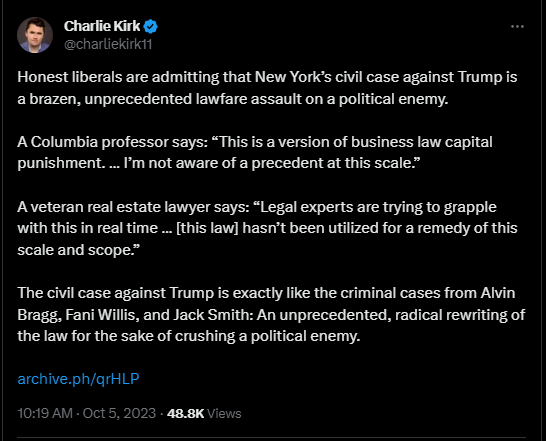 Charlie Kirk
@charliekirk11
Honest liberals are admitting that New York’s civil case against Trump is
a brazen, unprecedented lawfare assault on a political enemy.
A Columbia professor says: “This is a version of business law capital
punishment. ... I’m not aware of a precedent at this scale.”
A veteran real estate lawyer says: “Legal experts are trying to grapple
with this in real time ... [this law] hasn’t been utilized for a remedy of this
scale and scope.”
The civil case against Trump is exactly like the criminal cases from Alvin
Bragg, Fani Willis, and Jack Smith: An unprecedented, radical rewriting of
the law for the sake of crushing a political enemy.
archive.ph/qrHLP
10:19 AM · Oct 5, 2023 · 48.8K Views